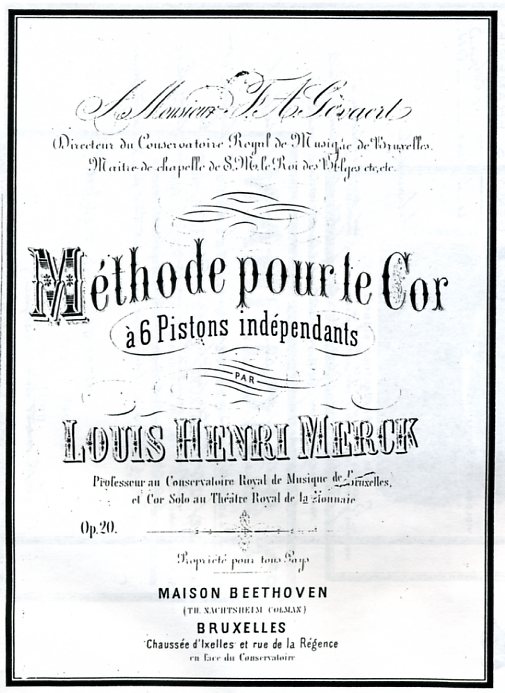 A Monsieur F. A. Gevaert
Directeur du Conservatoire Royal de Musique de Bruxelles.
Maitre de chapelle de S. M. le Roi des Belges etc, etc.
Méthode pour le Cor
à 6 Pistons indépendants
PAR
LOUIS HENRI MERCK
Professeur au Conservatoire Royal de Musique de Bruxelles,
et Cor Solo au Théâtre Royal de la Monnaie
Op. 20.
Propriété pour tous Pays
MAISON BEETHOVEN
(TH. NACHTSHEIM COLMAN)
BRUXELLES
Chaussée d'Ixelles et rue de la Régence
en face du Conservatoire